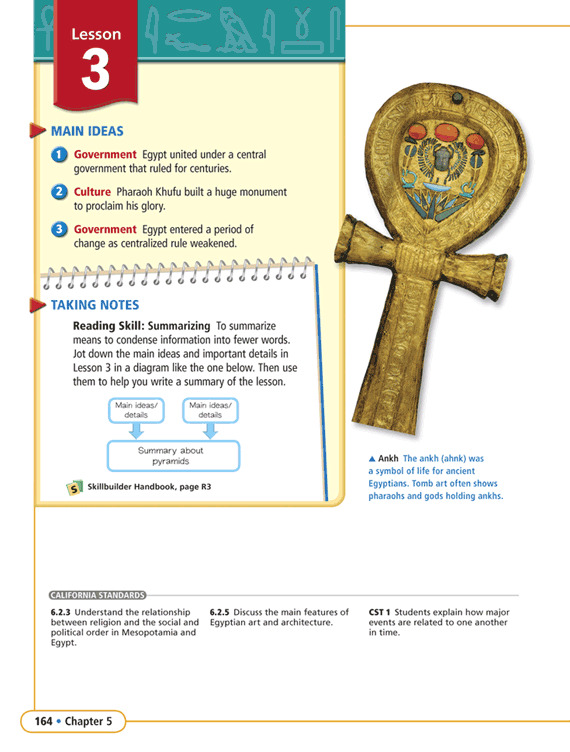 Lesson
3
MAIN IDEAS
1 Government Egypt united under a central
government that ruled for centuries.
2 Culture Pharaoh Khufu built a huge monument
to proclaim his glory.
3 Government Egypt entered a period of
change as centralized rule weakened.
TAKING NOTES
Reading Skill: Summarizing To summarize
means to condense information into fewer words.
Jot down the main ideas and important details in
Lesson 3 in a diagram like the one below. Then use
them to help you write a summary of the lesson.
Main ideas/
details
Main ideas/
details
Summary about
pyramids
S Skillbuilder Handbook, page R3
▲ Ankh The ankh (ahnk) was
a symbol of life for ancient
Egyptians. Tomb art often shows
pharaohs and gods holding ankhs.
CALIFORNIA STANDARDS
6.2.3 Understand the relationship
between religion and the social and
political order in Mesopotamia and
Egypt.
6.2.5 Discuss the main features of
Egyptian art and architecture.
CST 1 Students explain how major
events are related to one another
in time.
164 • Chapter 5